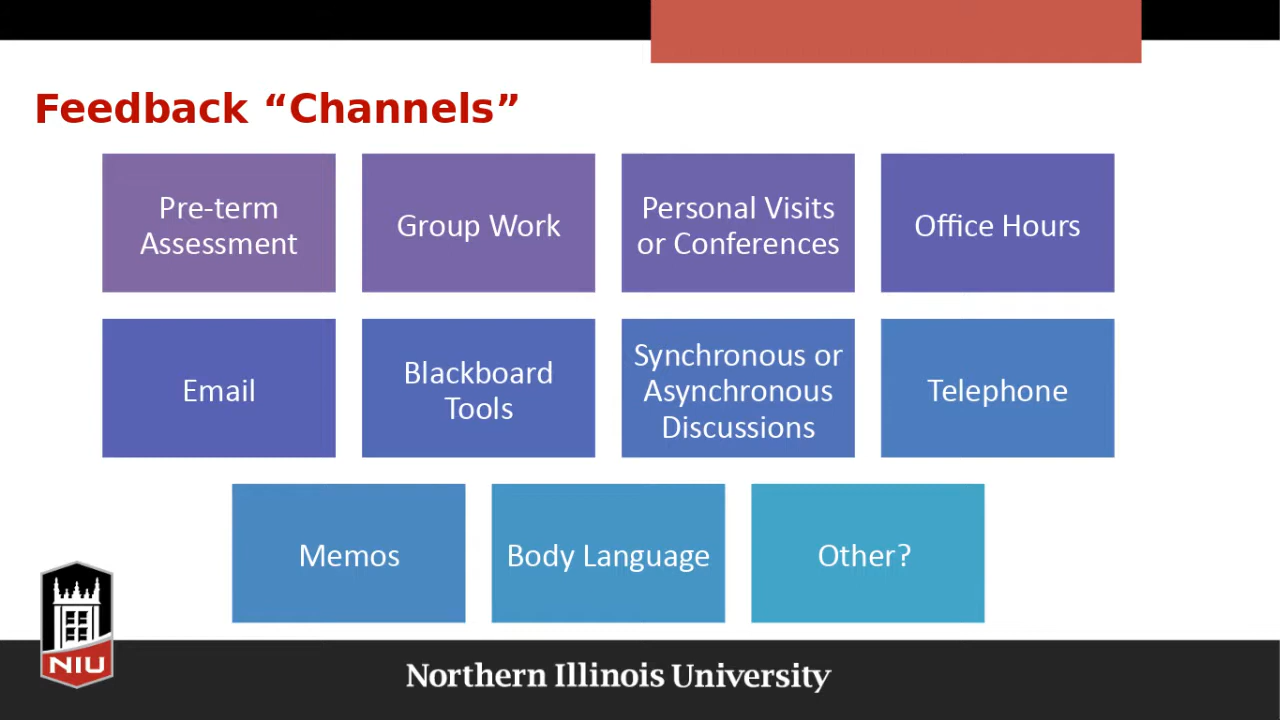 Feedback “Channels”
Pre-term
Assessment
Group Work
Personal Visits
or Conferences
Office Hours
Email
Blackboard
Tools
Synchronous or
Asynchronous
Discussions
Telephone
Memos
Body Language
Other?
NIU
Northern Illinois University